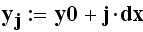 yj := y0 + j·dx